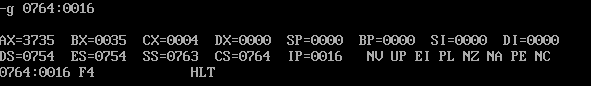 -g 0764:0016
AX=3735 BX=0035 CX=0004 DX=0000 SP=0000 BP=0000 SI=0000 DI=0000
DS=0754 ES=0754 SS=0763 CS=0764 IP=0016 NV UP EI PL NZ NA PE NC
0764:0016 F4 HLT